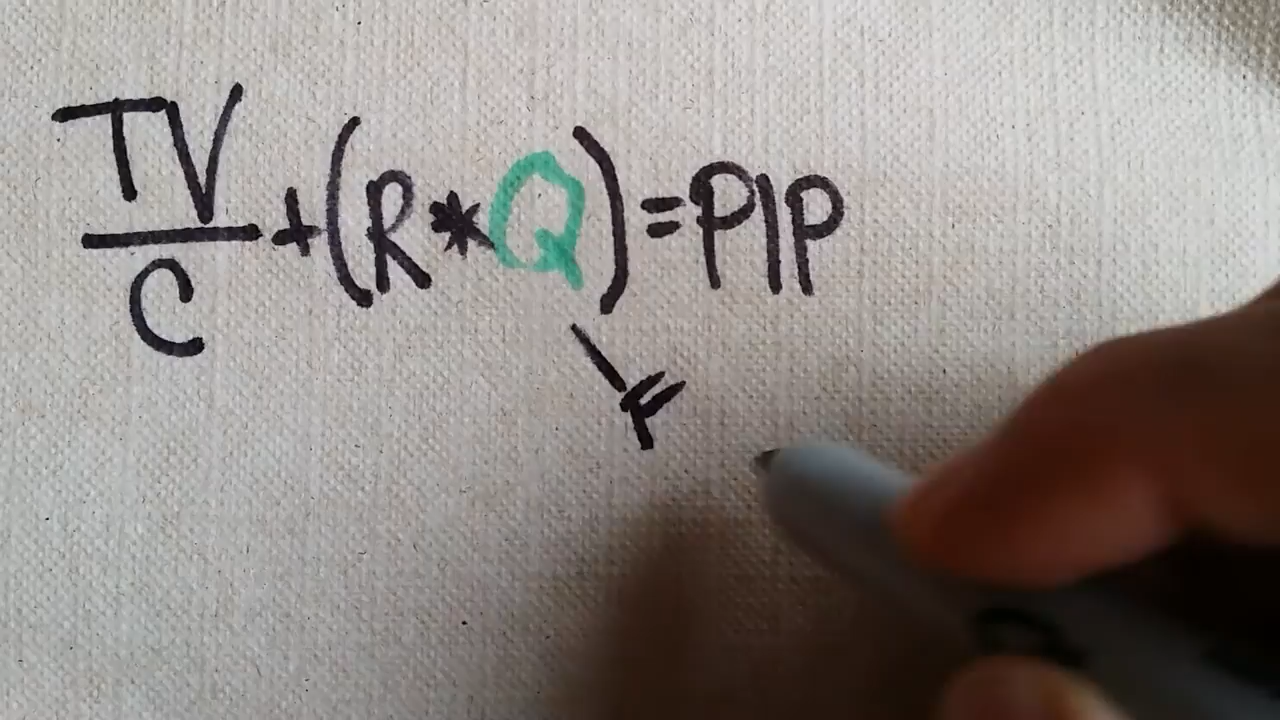 TV
C + (R * Q) = PIP
F